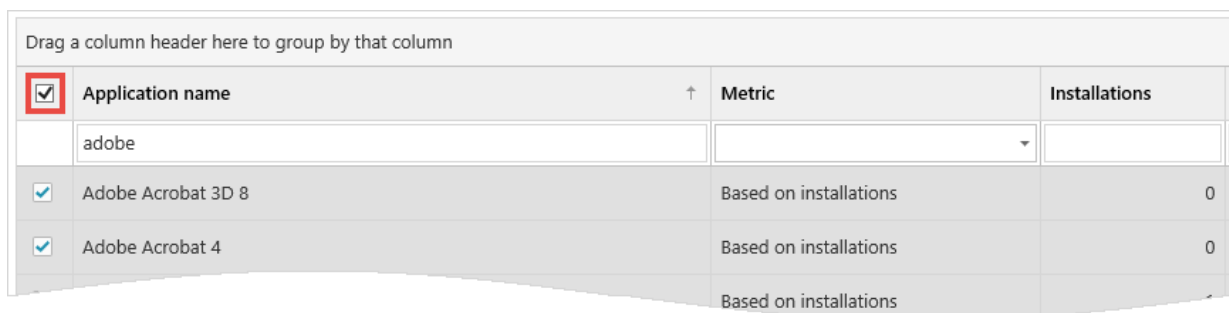 Drag a column header here to group by that column
Application name ↑ Metric Installations
adobe
Adobe Acrobat 3D 8 Based on installations 0
Adobe Acrobat 4 Based on installations 0
Based on installations